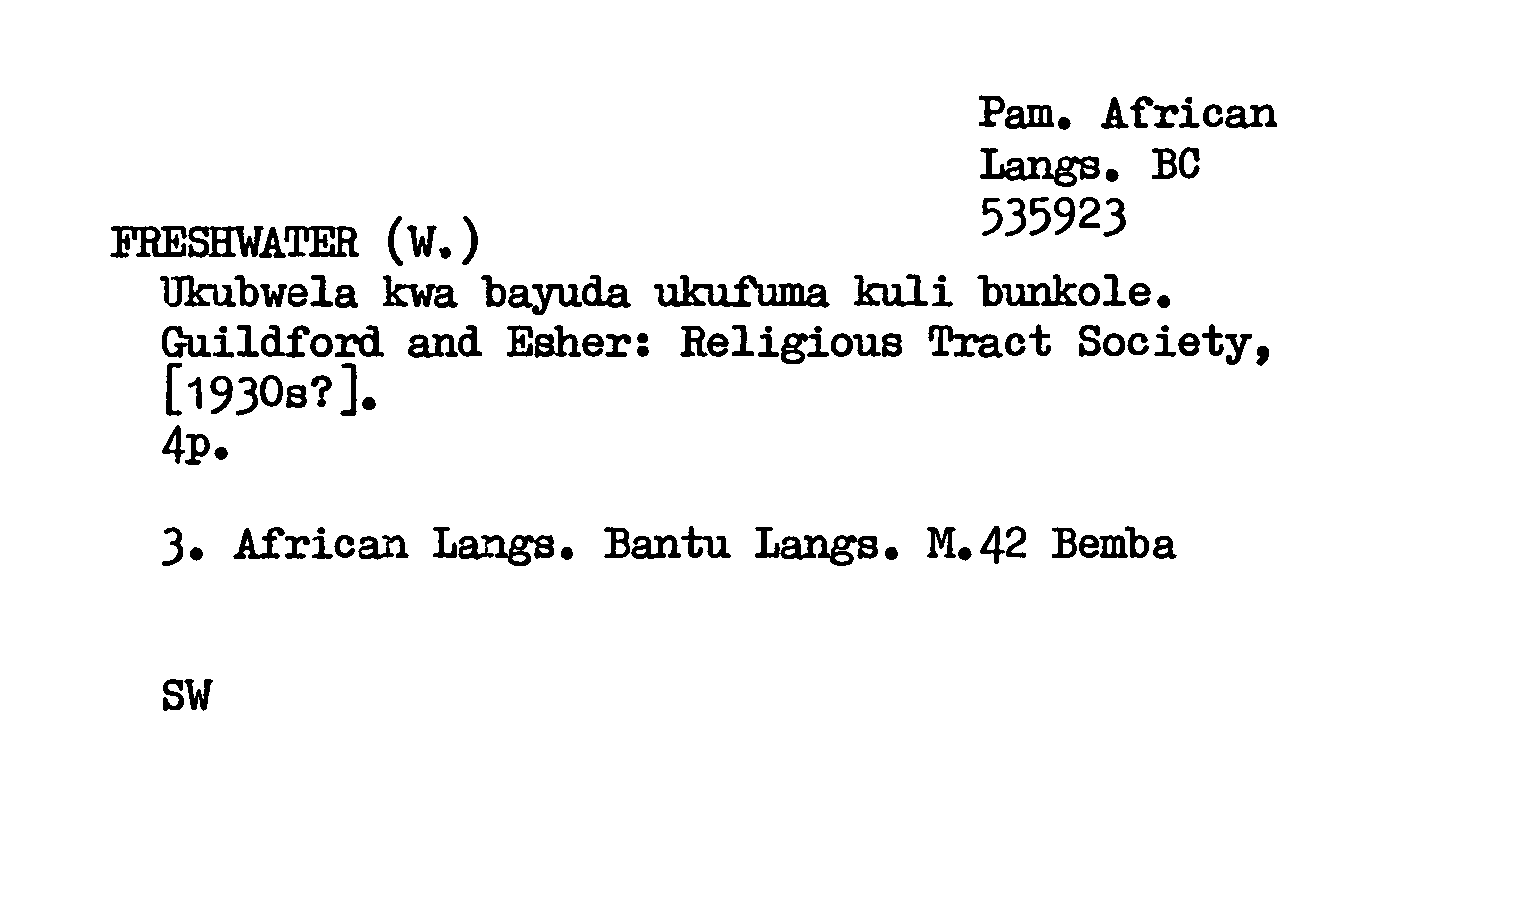 Pam. African
Langs. BC
535923
FRESHWATER (W.)
Ukubwela kwa bayuda ukufuma kuli bunkole.
Guildford and Esher: Religious Tract Society,
[1930s?].
4p.
3. African Langs. Bantu Langs. M.42 Bemba
SW